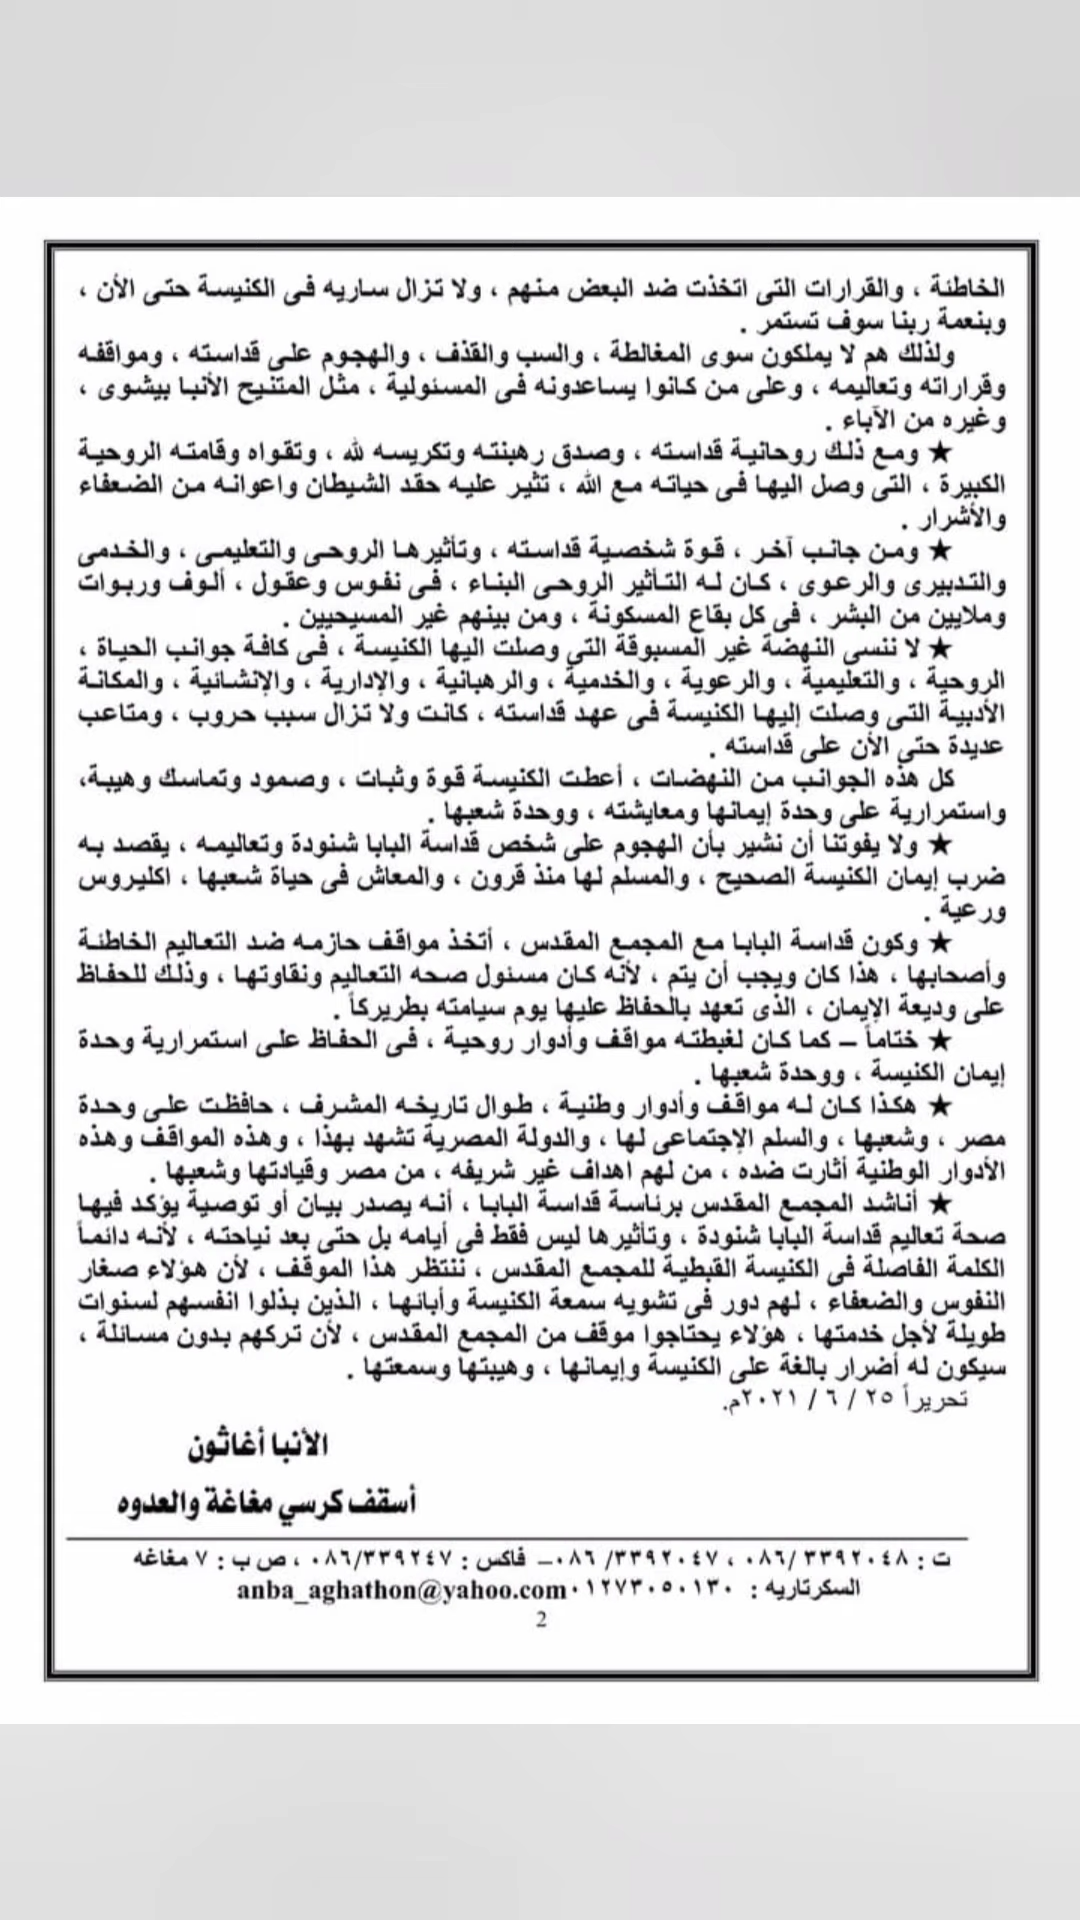 الخاطئة ، والقرارات التى اتخذت ضد البعض منهم ، ولا تزال ساريه فى الكنيسة حتى الأن ،
وبنعمة ربنا سوف تستمر .
ولذلك هم لا يملكون سوى المغالطة ، والسب والقذف ، والهجوم على قداسته ، ومواقفه
وقراراته وتعاليمه ، وعلى من كانوا يساعدونه فى المسئولية ، مثل المتنيح الأنبا بيشوى ،
وغيره من الآباء .
★ ومع ذلك روحانية قداسته ، وصدق رهبنته وتكريسه لله ، وتقواه وقامته الروحية
الكبيرة ، التى وصل اليها فى حياته مع الله ، تثير عليه حقد الشيطان واعوانه من الضعفاء
والأشرار .
★ ومن جانب آخر ، قوة شخصية قداسته ، وتأثيرها الروحى والتعليمى ، والخدمى
والتدبيرى والرعوى ، كان له التأثير الروحى البناء ، فى نفوس وعقول ، ألوف وربوات
وملايين من البشر ، فى كل بقاع المسكونة ، ومن بينهم غير المسيحيين .
★ لا ننسى النهضة غير المسبوقة التى وصلت اليها الكنيسة ، فى كافة جوانب الحياة ،
الروحية ، والتعليمية ، والرعوية ، والخدمية ، والرهبانية ، والإدارية ، والإنشائية ، والمكانة
الأدبية التى وصلت إليها الكنيسة فى عهد قداسته ، كانت ولا تزال سبب حروب ، ومتاعب
عديدة حتى الأن على قداسته .
كل هذه الجوانب من النهضات ، أعطت الكنيسة قوة وثبات ، وصمود وتماسك وهيبة،
واستمرارية على وحدة إيمانها ومعايشته ، ووحدة شعبها .
★ ولا يفوتنا أن نشير بأن الهجوم على شخص قداسة البابا شنودة وتعاليمه ، يقصد به
ضرب إيمان الكنيسة الصحيح ، والمسلم لها منذ قرون ، والمعاش فى حياة شعبها ، اكليروس
ورعية .
★ وكون قداسة البابا مع المجمع المقدس ، أتخذ مواقف حازمه ضد التعاليم الخاطئة
وأصحابها ، هذا كان ويجب أن يتم ، لأنه كان مسئول صحه التعاليم ونقاوتها ، وذلك للحفاظ
على وديعة الإيمان ، الذى تعهد بالحفاظ عليها يوم سيامته بطريركاً .
★ ختاماً – كما كان لغبطته مواقف وأدوار روحية ، فى الحفاظ على استمرارية وحدة
إيمان الكنيسة ، ووحدة شعبها .
★ هكذا كان له مواقف وأدوار وطنية ، طوال تاريخه المشرف ، حافظت على وحدة
مصر ، وشعبها ، والسلم الإجتماعى لها ، والدولة المصرية تشهد بهذا ، وهذه المواقف وهذه
الأدوار الوطنية أثارت ضده ، من لهم اهداف غير شريفه ، من مصر وقيادتها وشعبها .
★ أناشد المجمع المقدس برئاسة قداسة البابا ، أنه يصدر بيان أو توصية يؤكد فيها
صحة تعاليم قداسة البابا شنودة ، وتأثيرها ليس فقط فى أيامه بل حتى بعد نياحته ، لأنه دائماً
الكلمة الفاصلة فى الكنيسة القبطية للمجمع المقدس ، ننتظر هذا الموقف ، لأن هؤلاء صغار
النفوس والضعفاء ، لهم دور فى تشويه سمعة الكنيسة وأبائها ، الذين بذلوا انفسهم لسنوات
طويلة لأجل خدمتها ، هؤلاء يحتاجوا موقف من المجمع المقدس ، لأن تركهم بدون مسائلة ،
سيكون له أضرار بالغة على الكنيسة وإيمانها ، وهيبتها وسمعتها .
تحريراً ٢٥ / ٦ / ٢٠٢١م.
الأنبا أغاثون
أسقف كرسي مغاغة والعدوه
ت : ٠٨٦/ ٣٣٩٢٠٤٨ ، ٠٨٦ /٣٣٩٢٠٤٧ – فاكس : ٠٨٦/٣٣٩٢٤٧ ، ص ب : ٧ مغاغه
السكرتاريه : ٠١٢٧٣٠٥٠١٣٠ anba_aghathon@yahoo.com
2